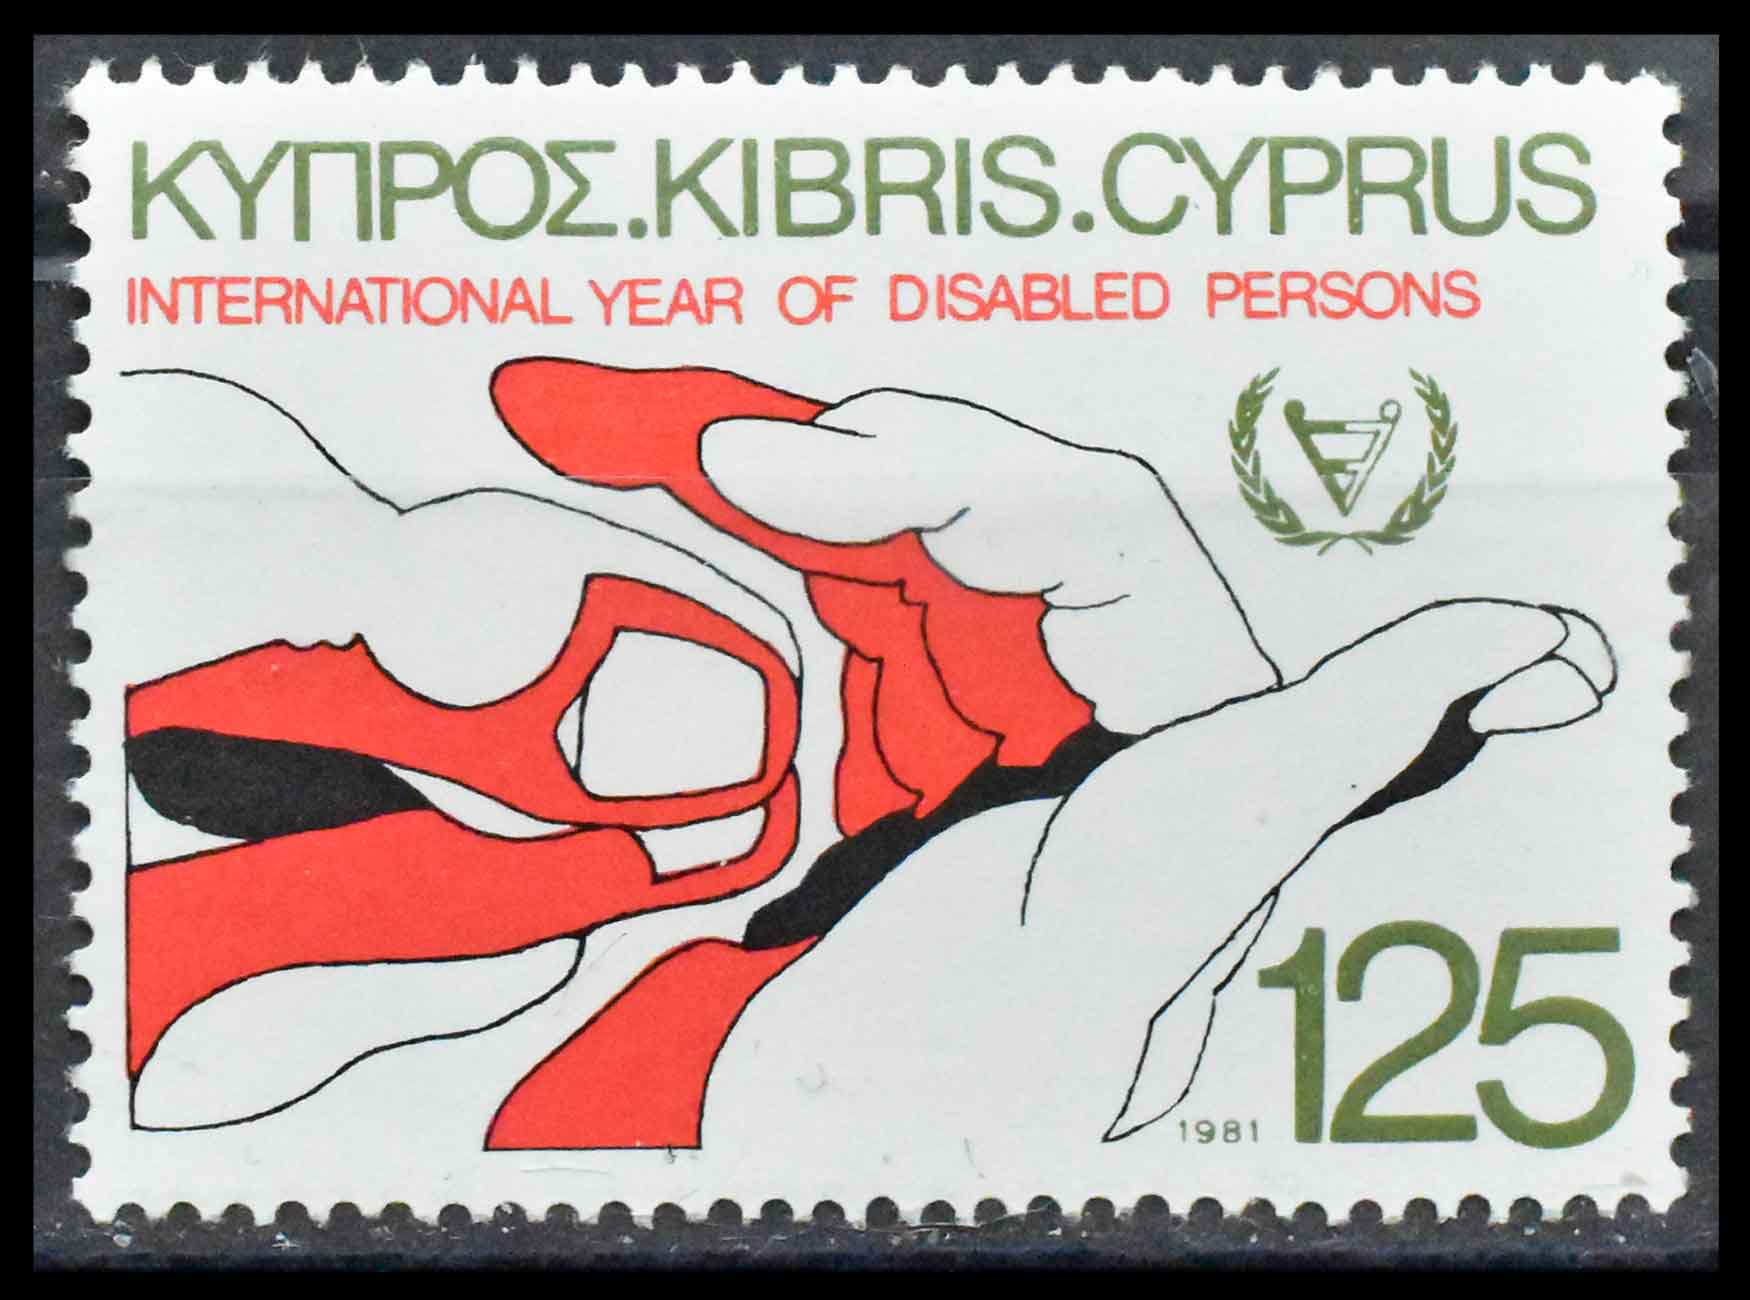 ΚΥΠΡΟΣ.KIBRIS.CYPRUS
INTERNATIONAL YEAR OF DISABLED PERSONS
1981 125